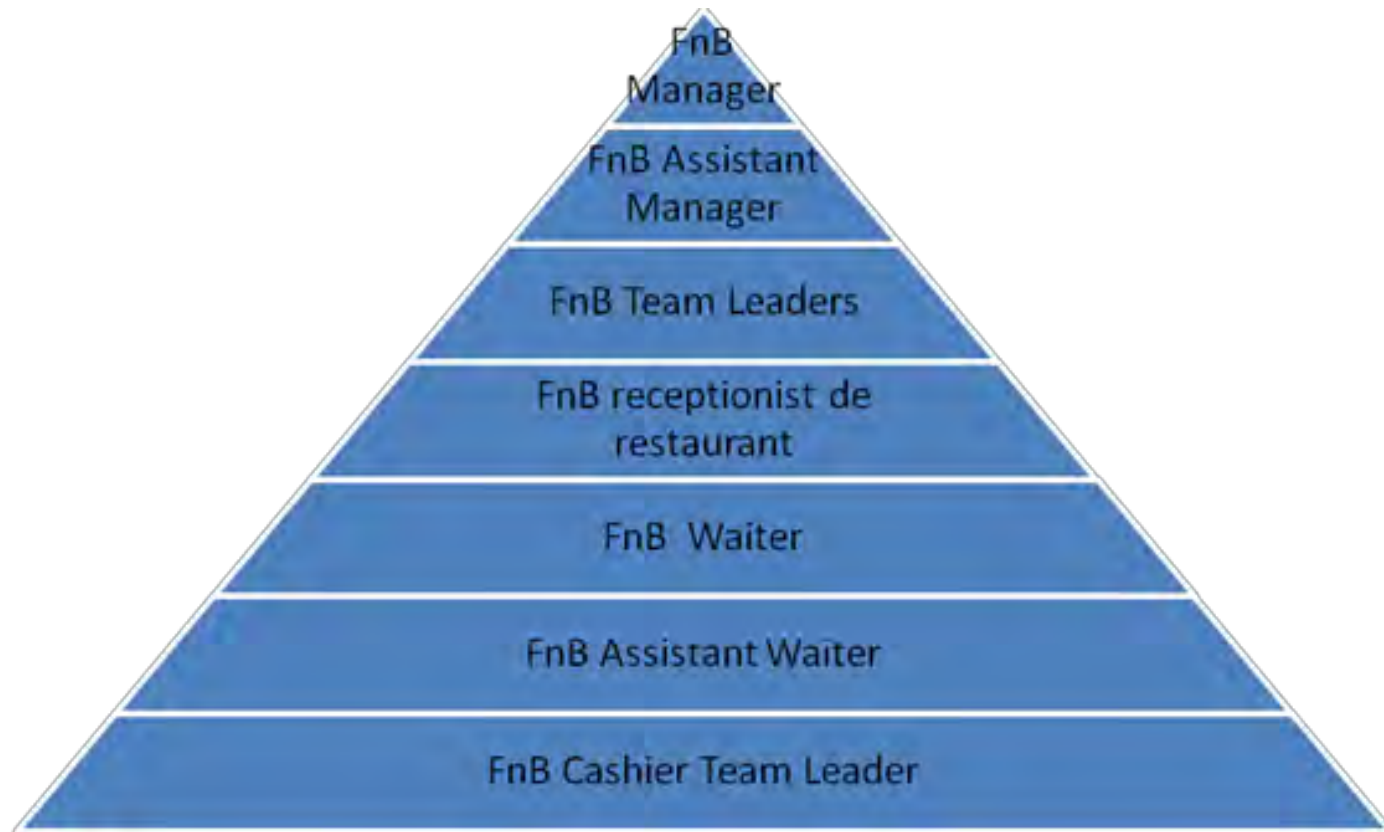 FnB
Manager
FnB Assistant
Manager
FnB Team Leaders
FnB receptionist de
restaurant
FnB  Waiter
FnB Assistant Waiter
FnB Cashier Team Leader